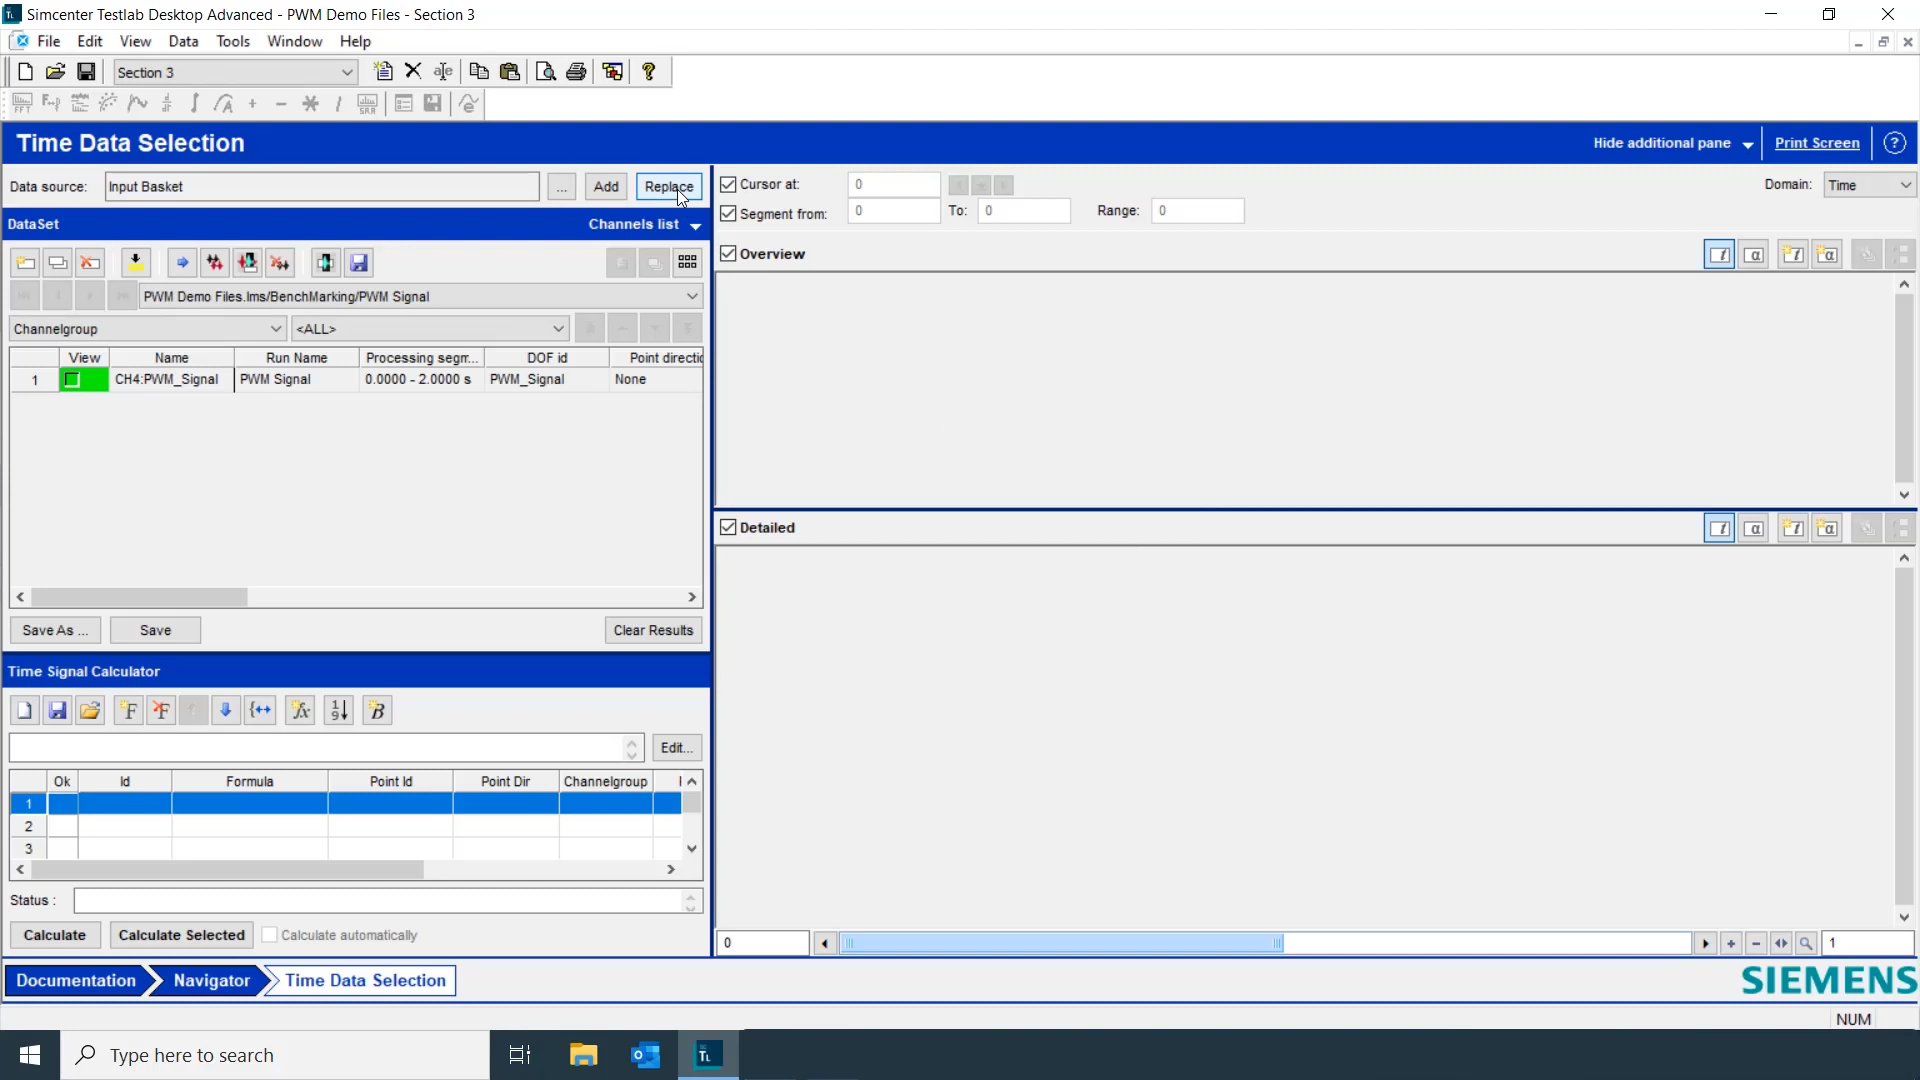 Simcenter Testlab Desktop Advanced - PWM Demo Files - Section 3
File Edit View Data Tools Window Help
Section 3
Time Data Selection
Hide additional pane
Print Screen
Data source: Input Basket ... Add Replace
Cursor at: 0
Domain: Time
Segment from: 0 To: 0 Range: 0
DataSet
Channels list
Overview
PWM Demo Files.lms/BenchMarking/PWM Signal
Channelgroup <ALL>
View Name Run Name Processing segm... DOF id Point directic
1 CH4:PWM_Signal PWM Signal 0.0000 - 2.0000 s PWM_Signal None
Detailed
Save As ... Save Clear Results
Time Signal Calculator
Edit...
Ok Id Formula Point Id Point Dir Channelgroup
1
2
3
Status :
Calculate Calculate Selected Calculate automatically
0 1
Documentation Navigator Time Data Selection
SIEMENS
NUM
Type here to search